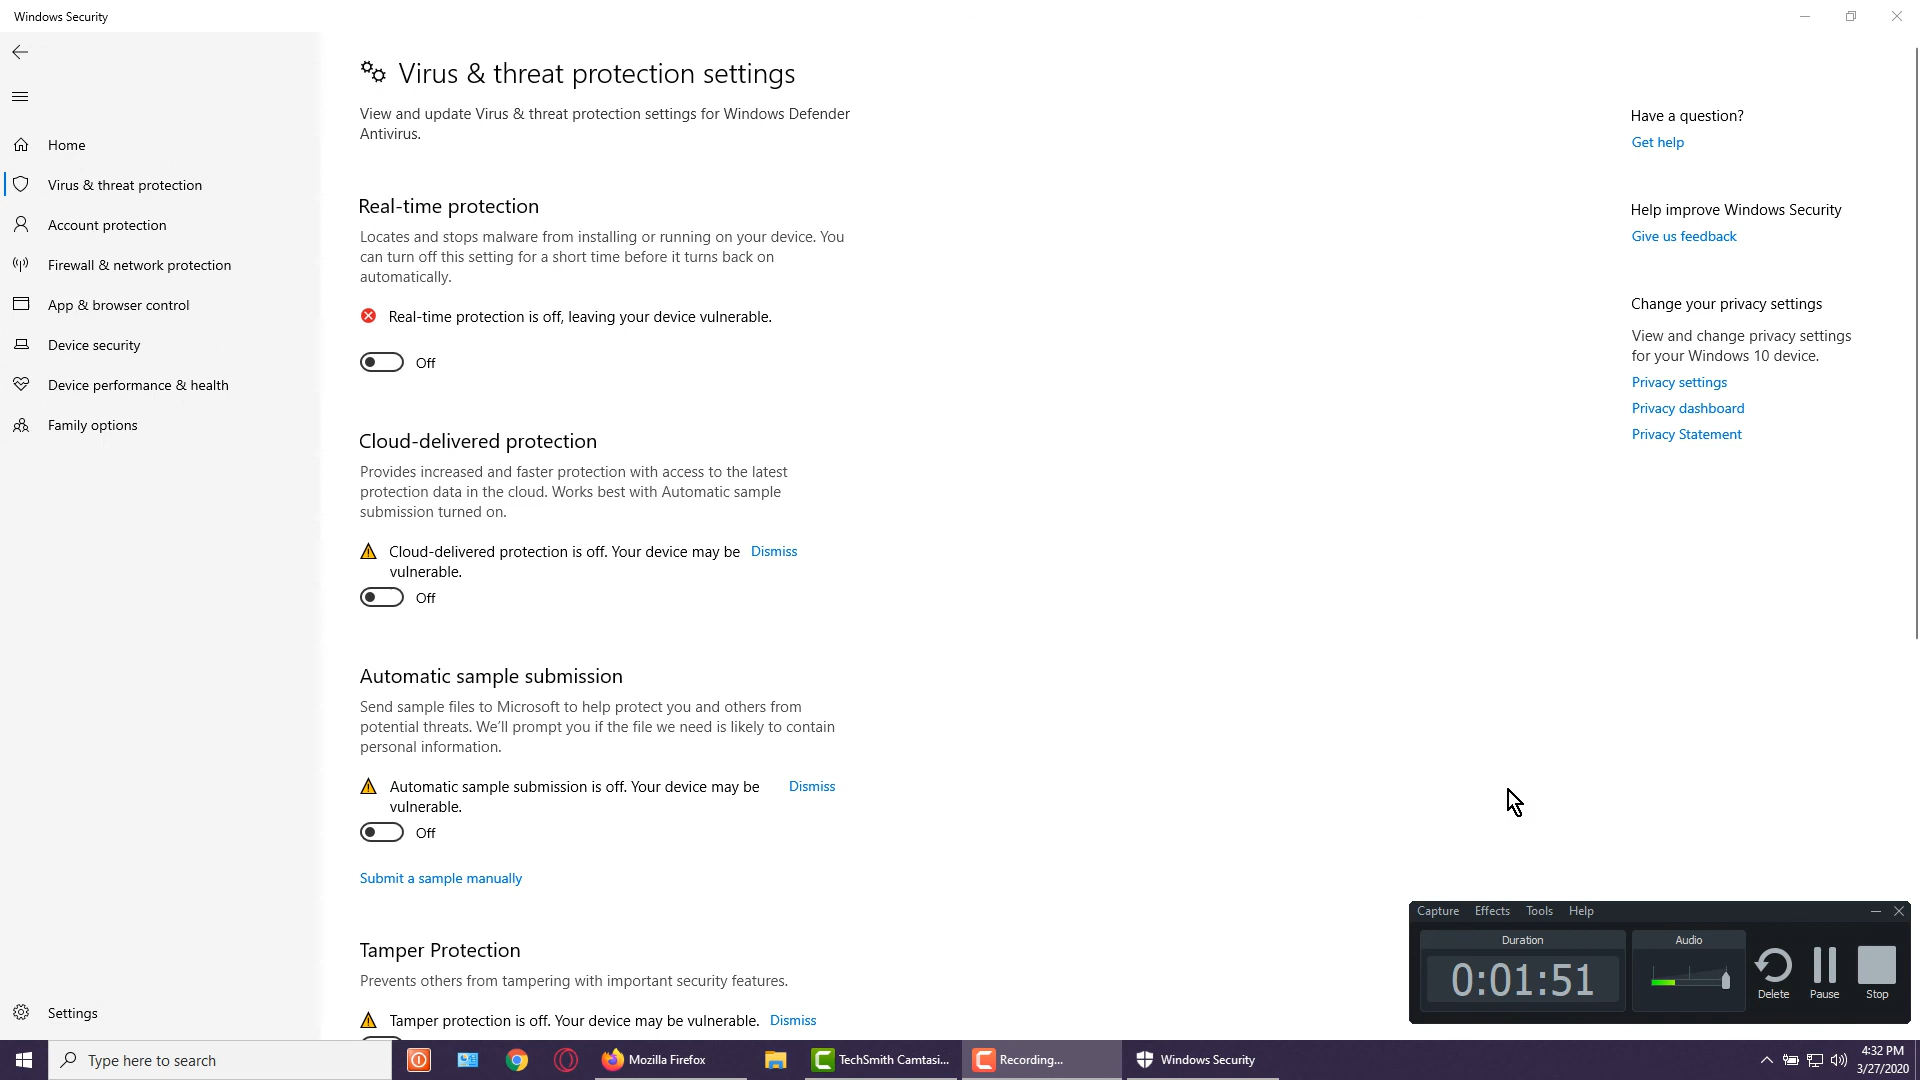 Windows Security
Home
Virus & threat protection
Account protection
Firewall & network protection
App & browser control
Device security
Device performance & health
Family options
Settings
Virus & threat protection settings
View and update Virus & threat protection settings for Windows Defender
Antivirus.
Real-time protection
Locates and stops malware from installing or running on your device. You
can turn off this setting for a short time before it turns back on
automatically.
Real-time protection is off, leaving your device vulnerable.
Off
Cloud-delivered protection
Provides increased and faster protection with access to the latest
protection data in the cloud. Works best with Automatic sample
submission turned on.
Cloud-delivered protection is off. Your device may be Dismiss
vulnerable.
Off
Automatic sample submission
Send sample files to Microsoft to help protect you and others from
potential threats. We’ll prompt you if the file we need is likely to contain
personal information.
Automatic sample submission is off. Your device may be Dismiss
vulnerable.
Off
Submit a sample manually
Tamper Protection
Prevents others from tampering with important security features.
Tamper protection is off. Your device may be vulnerable. Dismiss
Have a question?
Get help
Help improve Windows Security
Give us feedback
Change your privacy settings
View and change privacy settings
for your Windows 10 device.
Privacy settings
Privacy dashboard
Privacy Statement
Capture Effects Tools Help
Duration
0:01:51
Audio
Delete Pause Stop
Type here to search
Mozilla Firefox
TechSmith Camtasi...
Recording...
Windows Security
4:32 PM
3/27/2020